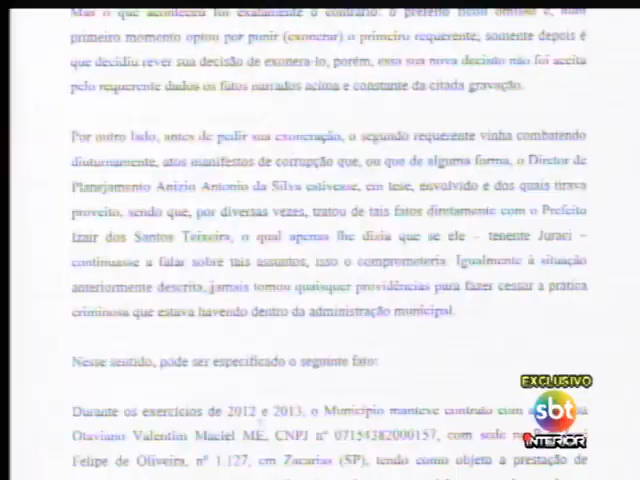 Mas o que aconteceu foi exatamente o contrário: o prefeito ficou omisso e, num
primeiro momento optou por punir (exonerar) o primeiro requerente, somente depois é
que decidiu rever sua decisão de exonera-lo, porém, essa sua nova decisão não foi aceita
pelo requerente dados os fatos narrados acima e constante da citada gravação.
Por outro lado, antes de pedir sua exoneração, o segundo requerente vinha combatendo
diuturnamente, atos manifestos de corrupção que, ou que de alguma forma, o Diretor de
Planejamento Anizio Antonio da Silva estivesse, em tese, envolvido e dos quais tirava
proveito, sendo que, por diversas vezes, tratou de tais fatos diretamente com o Prefeito
Izair dos Santos Teixeira, o qual apenas lhe dizia que se ele – tenente Juraci –
continuasse a falar sobre tais assuntos, isso o comprometeria. Igualmente à situação
anteriormente descrita, jamais tomou quaisquer providências para fazer cessar a prática
criminosa que estava havendo dentro da administração municipal.
Nesse sentido, pode ser especificado o seguinte fato:
Durante os exercícios de 2012 e 2013, o Município manteve contrato com
Otaviano Valentim Maciel ME, CNPJ nº 07154382000157, com sede
Felipe de Oliveira, nº 1.127, em Zacarias (SP), tendo como objeto a prestação de
EXCLUSIVO
sbt
INTERIOR